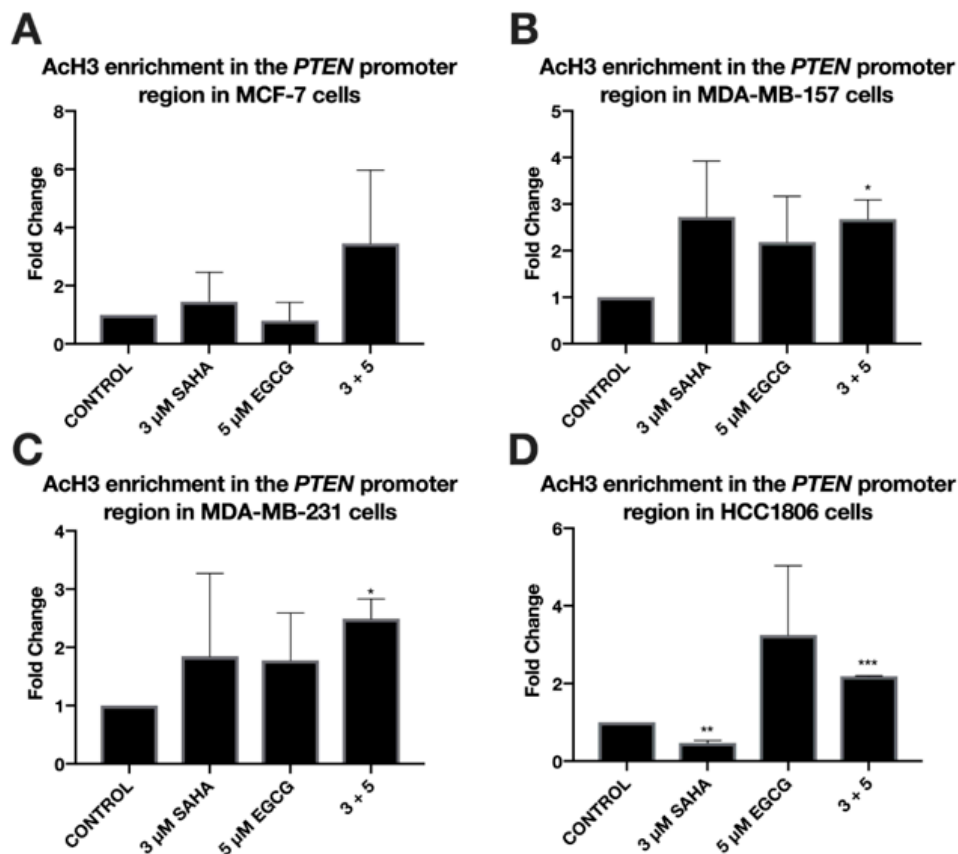 A
AcH3 enrichment in the PTEN promoter
region in MCF-7 cells
Fold Change
8
6
4
2
0
CONTROL
3 µM SAHA
5 µM EGCG
3 + 5
B
AcH3 enrichment in the PTEN promoter
region in MDA-MB-157 cells
Fold Change
5
4
3
2
1
0
*
CONTROL
3 µM SAHA
5 µM EGCG
3 + 5
C
AcH3 enrichment in the PTEN promoter
region in MDA-MB-231 cells
Fold Change
4
3
2
1
0
*
CONTROL
3 µM SAHA
5 µM EGCG
3 + 5
D
AcH3 enrichment in the PTEN promoter
region in HCC1806 cells
Fold Change
6
4
2
0
**
***
CONTROL
3 µM SAHA
5 µM EGCG
3 + 5